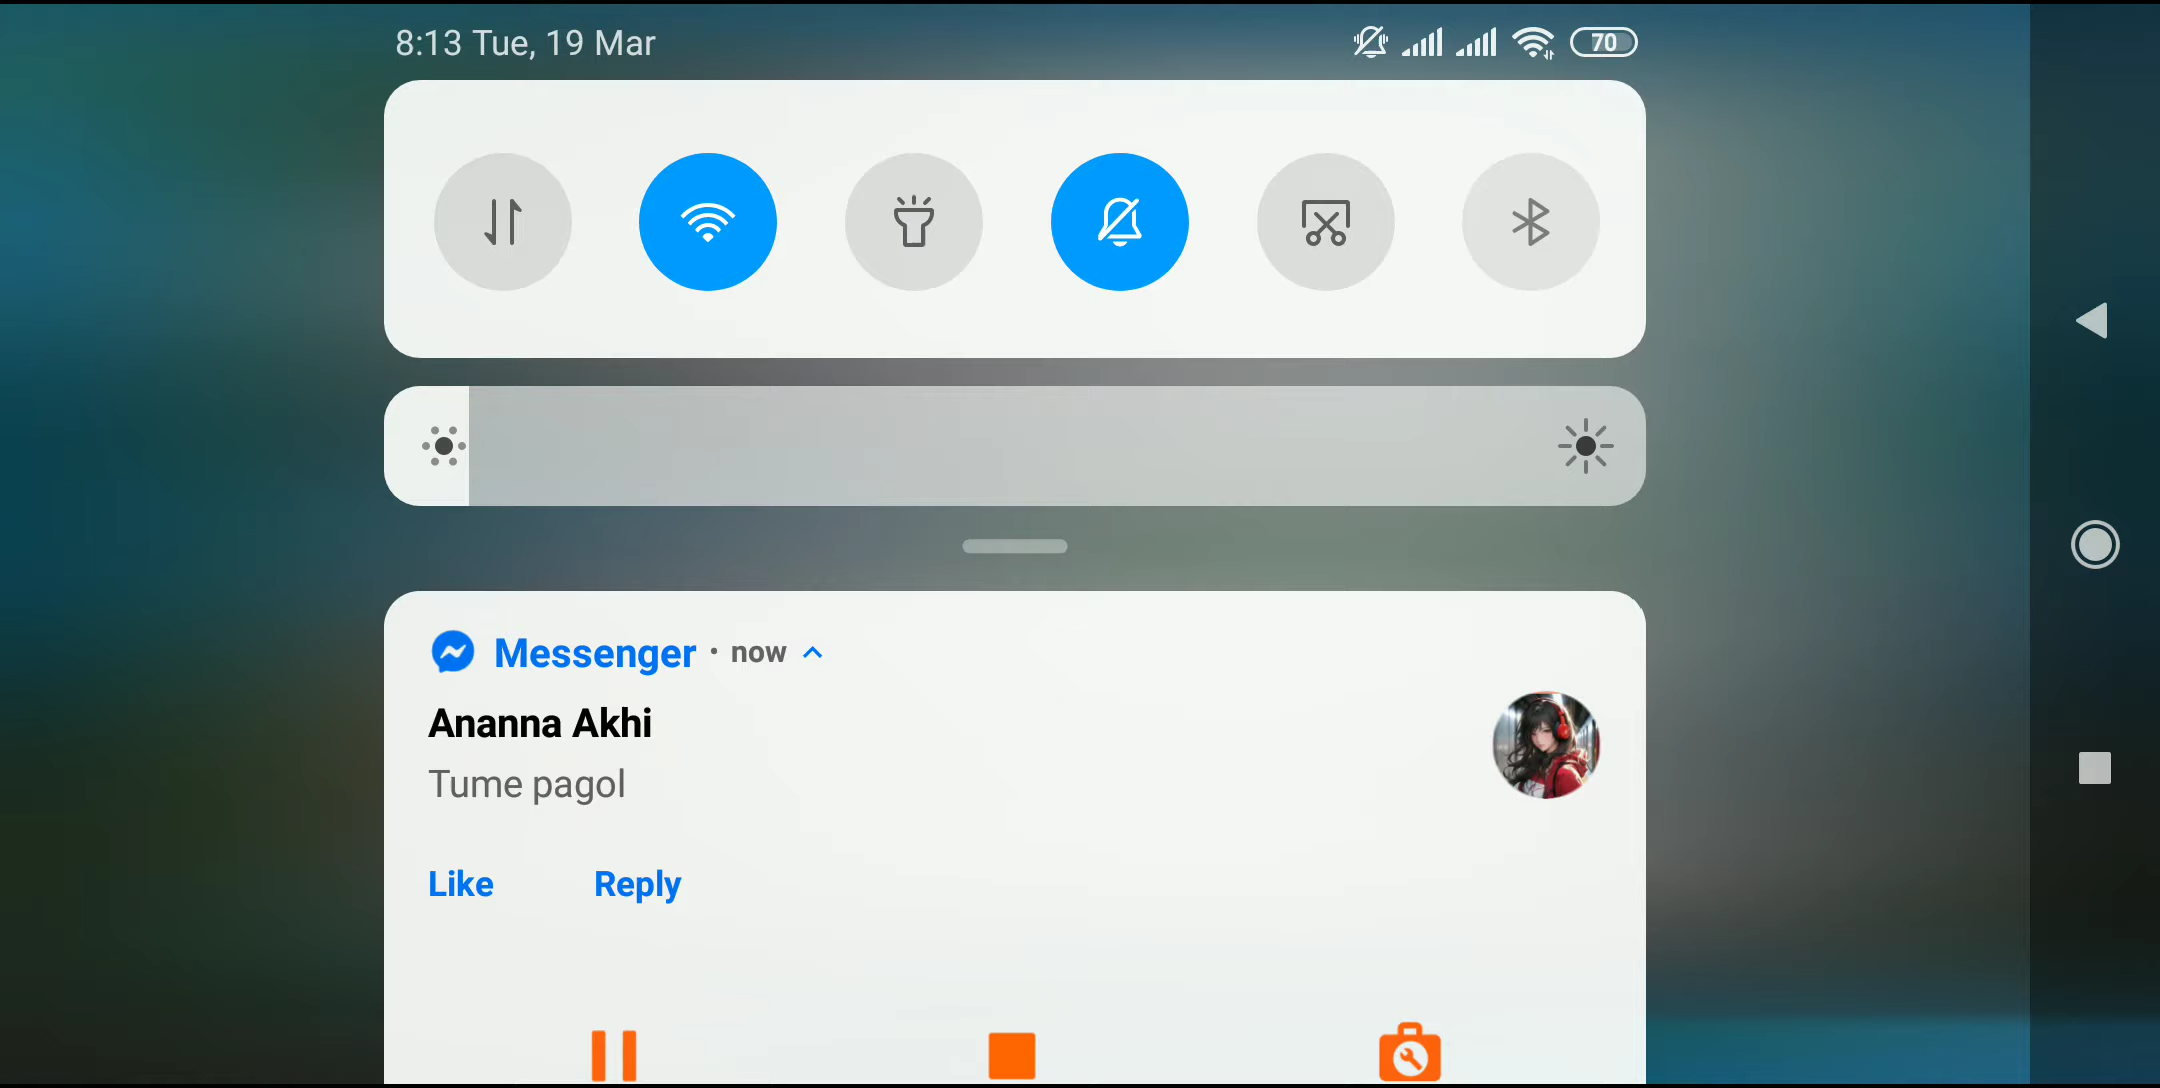 8:13 Tue, 19 Mar
70
Messenger · now
Ananna Akhi
Tume pagol
Like Reply